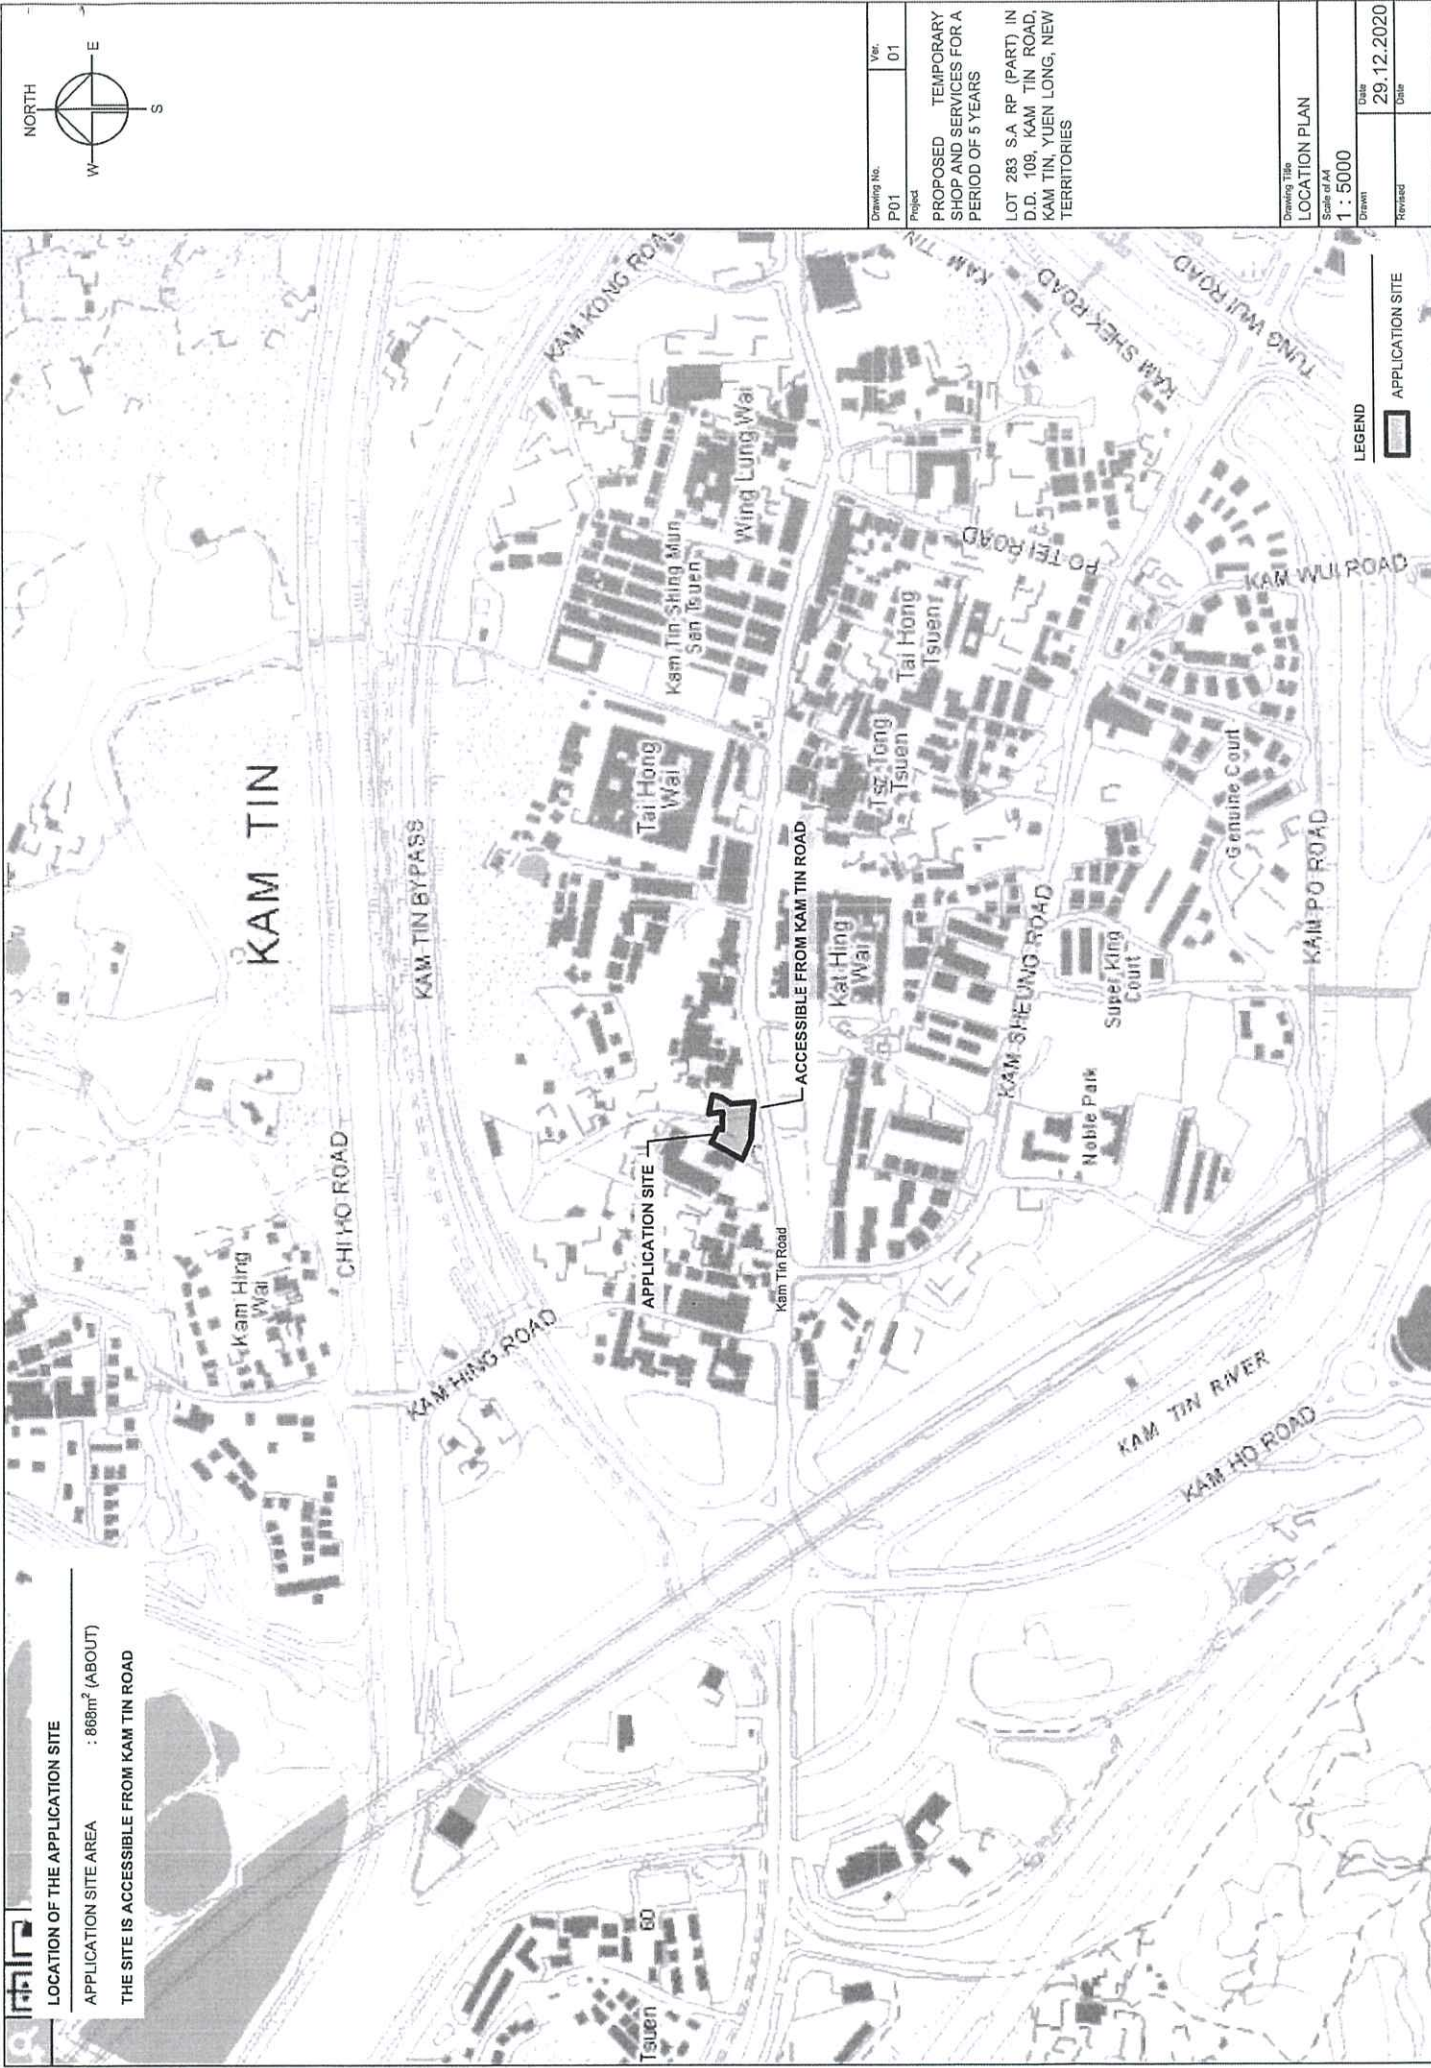 LOCATION OF THE APPLICATION SITE
APPLICATION SITE AREA : 868m² (ABOUT)
THE SITE IS ACCESSIBLE FROM KAM TIN ROAD
NORTH
W
E
S
KAM TIN
Kam Hing
Wai
CHI HO ROAD
KAM TIN BYPASS
KAM HING ROAD
KAM KONG ROAD
APPLICATION SITE
Kam Tin Road
ACCESSIBLE FROM KAM TIN ROAD
Tai Hong
Wai
Kam Tin Shing Mun
San Tsuen
Wing Lung Wai
Kat Hing
Wai
Tsz Tong
Tsuen
Tai Hong
Tsuen
PO TEI ROAD
KAM TIN
KAM SHEK ROAD
TUNG WUI ROAD
KAM WUI ROAD
KAM SHEUNG ROAD
Noble Park
Super King
Court
Genuine Court
KAM PO ROAD
KAM TIN RIVER
KAM HO ROAD
Tsuen
60
LEGEND
APPLICATION SITE
Drawing No.
P01
Ver.
01
Project
PROPOSED TEMPORARY
SHOP AND SERVICES FOR A
PERIOD OF 5 YEARS
LOT 283 S.A RP (PART) IN
D.D. 109, KAM TIN ROAD,
KAM TIN, YUEN LONG, NEW
TERRITORIES
Drawing Title
LOCATION PLAN
Scale of A4
1 : 5000
Drawn
Date
29.12.2020
Revised
Date